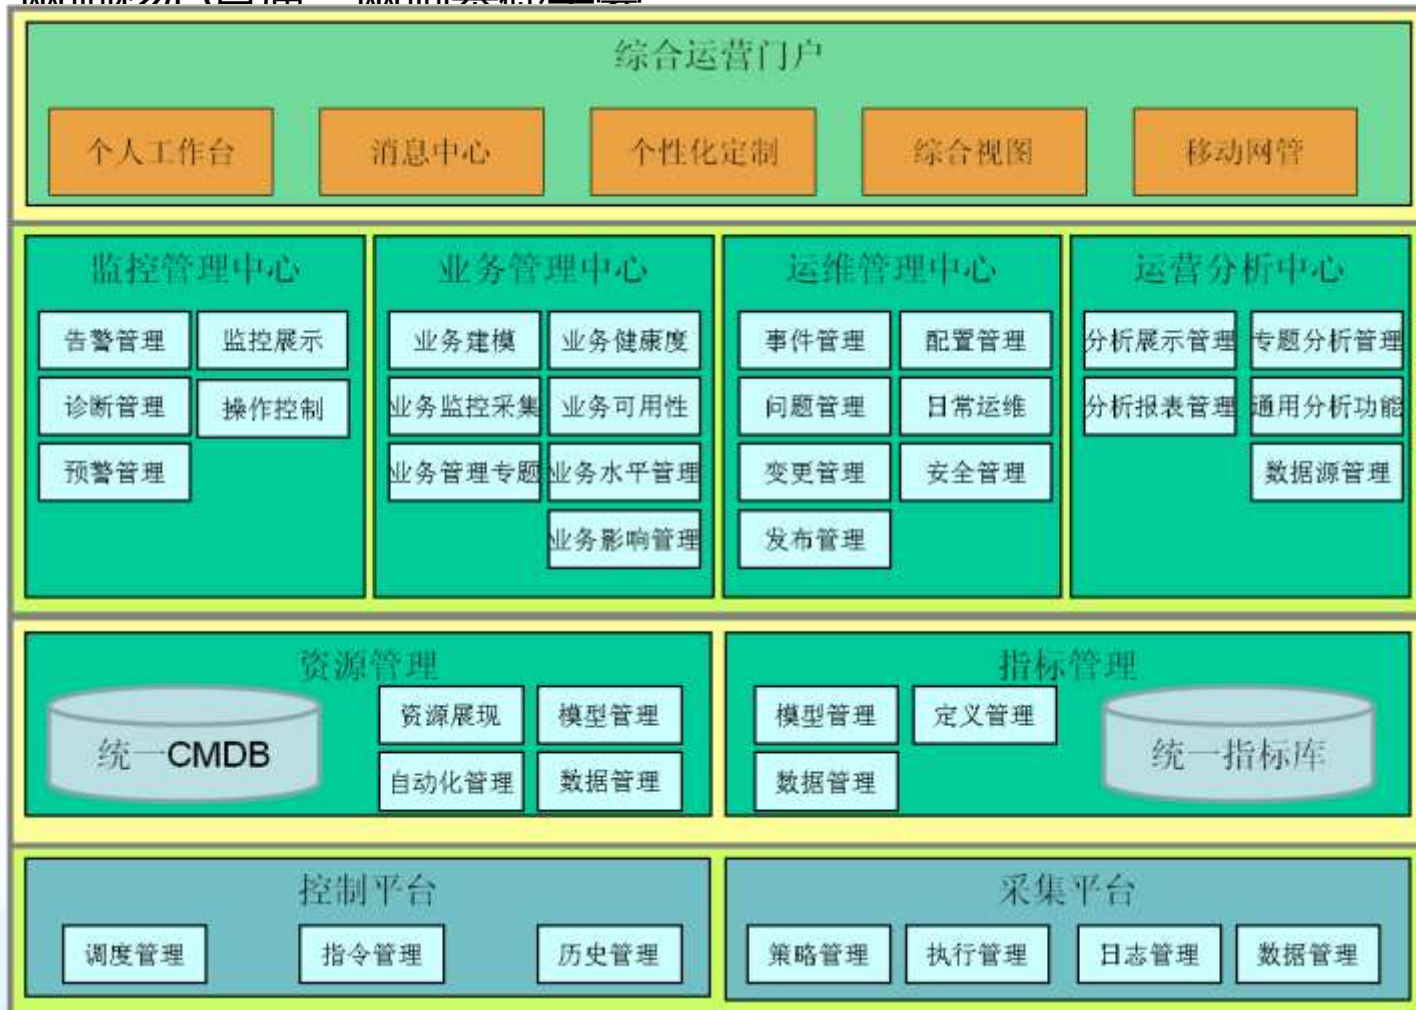 综合运营门户
个人工作台 消息中心 个性化定制 综合视图 移动网管
监控管理中心 业务管理中心 运维管理中心 运营分析中心
告警管理 监控展示 业务建模 业务健康度 事件管理 配置管理 分析展示管理 专题分析管理
诊断管理 操作控制 业务监控采集 业务可用性 问题管理 日常运维 分析报表管理 通用分析功能
预警管理 业务管理专题 业务水平管理 变更管理 安全管理 数据源管理
业务影响管理 发布管理
资源管理 指标管理
资源展现 模型管理 模型管理 定义管理
统一CMDB 统一指标库
自动化管理 数据管理 数据管理
控制平台 采集平台
调度管理 指令管理 历史管理 策略管理 执行管理 日志管理 数据管理